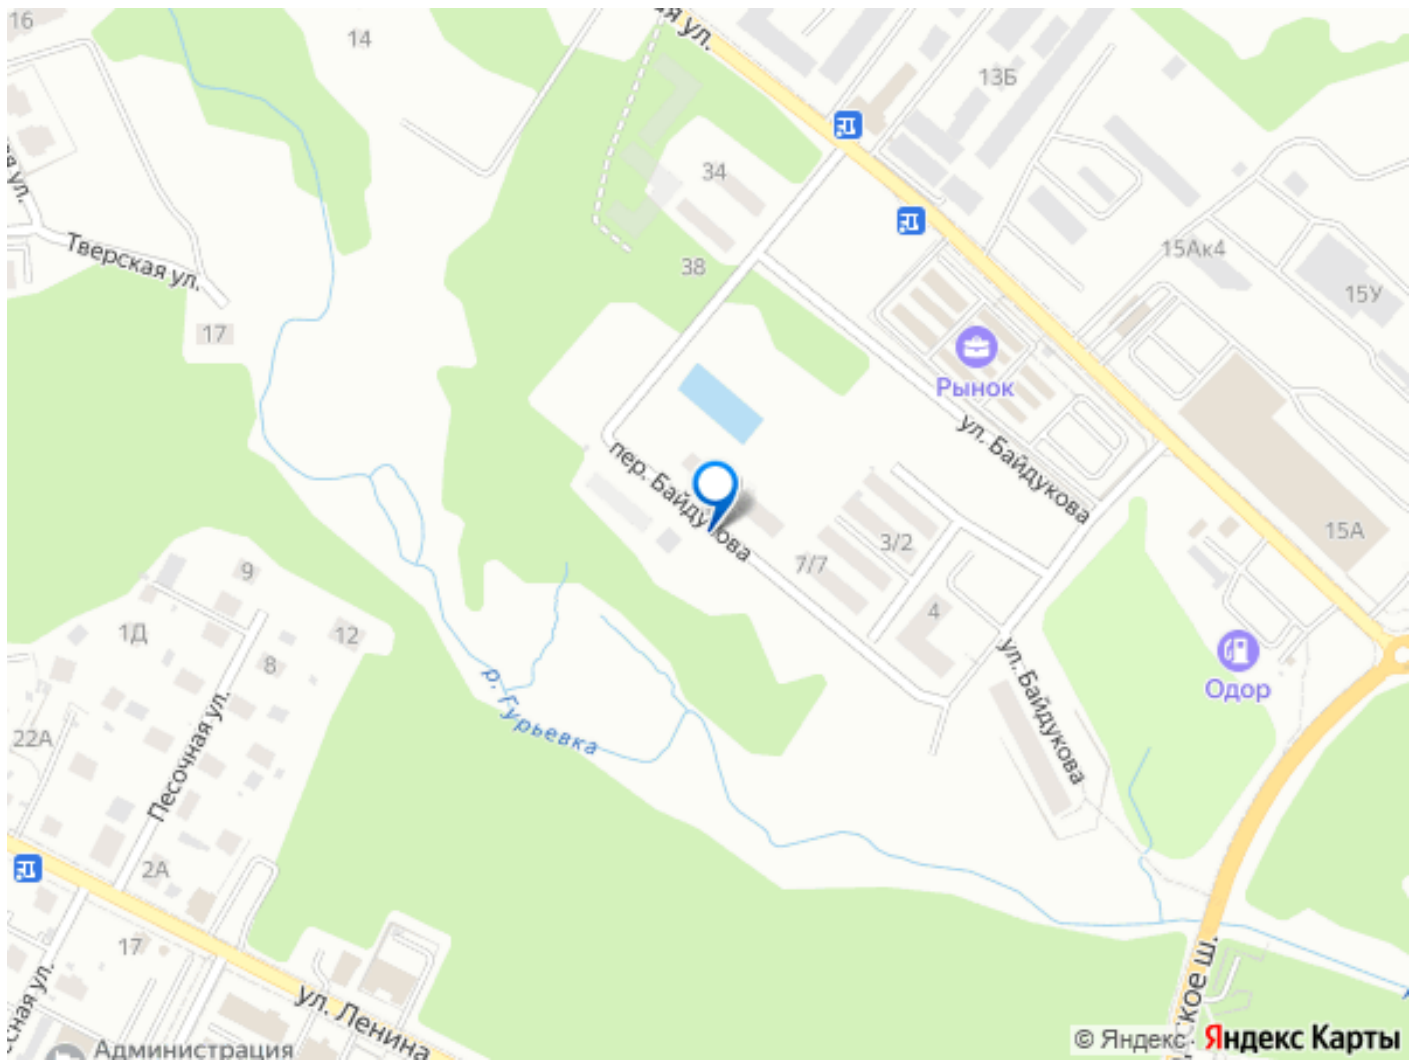 16
14
ул.
13Б
34
ул.
15Ак4
Тверская ул.
38
15У
17
Рынок
ул. Байдукова
пер. Байдукова
15А
3/2
7/7
9
4
1Д
12
8
ул. Байдукова
Одор
р. Гурьевка
22А
Песочная ул.
2А
17
ул. Ленина
ул.
ш.
Администрация
© Яндекс Яндекс Карты